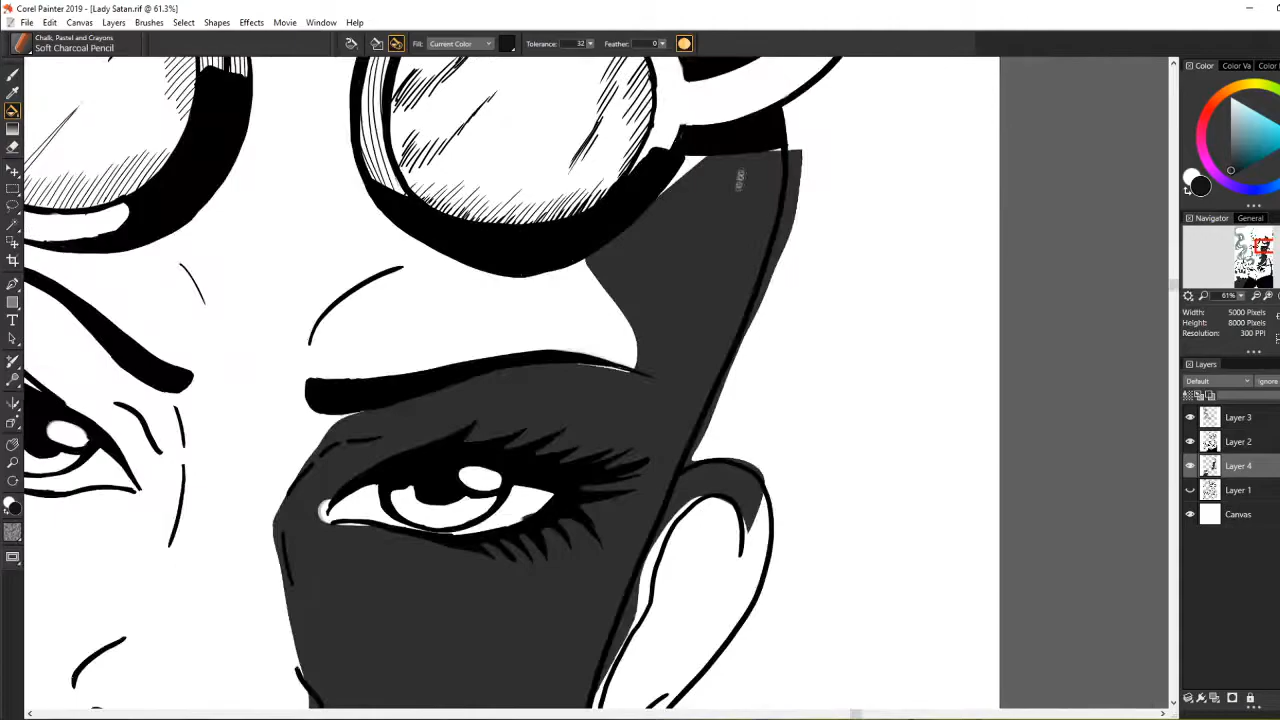 Corel Painter 2019 - [Lady Satan.rif @ 61.3%]
File Edit Canvas Layers Brushes Select Shapes Effects Movie Window Help
Chalk, Pastel and Crayons
Soft Charcoal Pencil
Fill: Current Color Tolerance: 32 Feather: 0
Color Color Va Color
Navigator General
61%
Width: 5000 Pixels
Height: 8000 Pixels
Resolution: 300 PPI
Layers
Default Ignore
Layer 3
Layer 2
Layer 4
Layer 1
Canvas